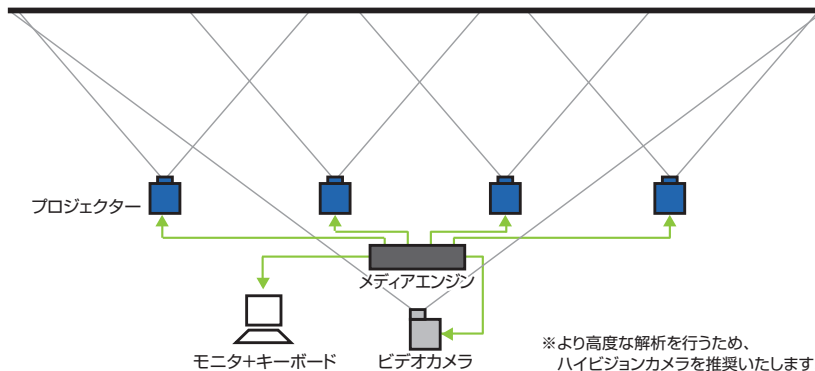 プロジェクター
メディアエンジン
モニタ+キーボード
ビデオカメラ
※より高度な解析を行うため、
ハイビジョンカメラを推奨いたします